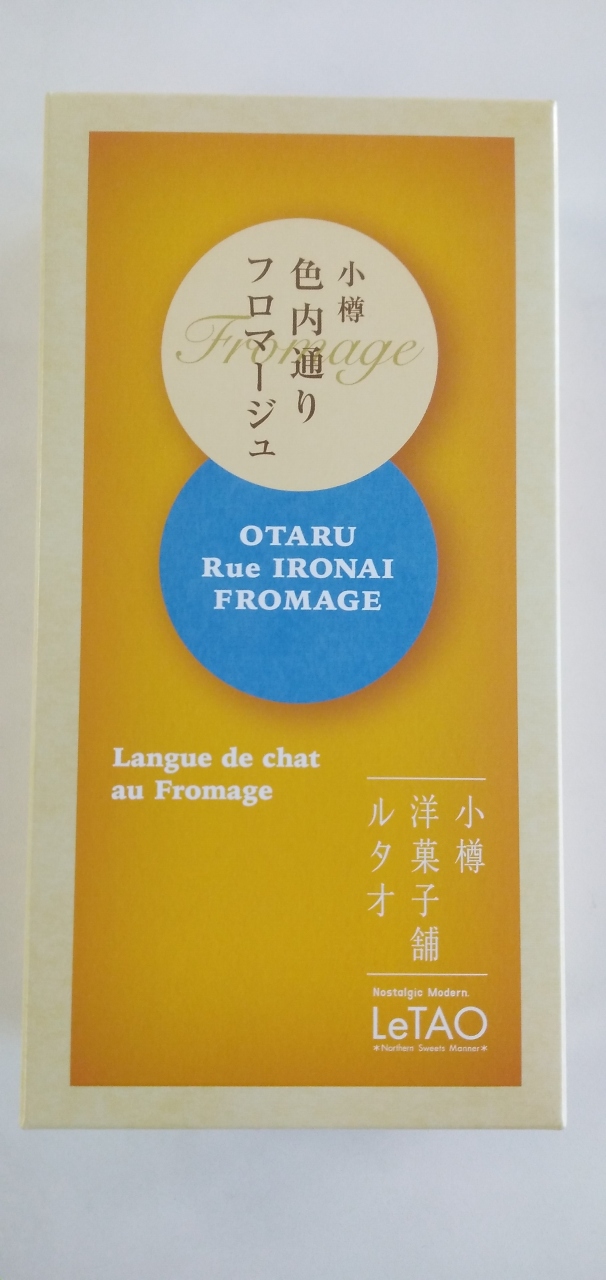 小樽
色内通り
フロマージュ
Fromage
OTARU
Rue IRONAI
FROMAGE
Langue de chat
au Fromage
小樽
洋菓子舗
ルタオ
Nostalgic Modern.
LeTAO
*Northern Sweets Manner*